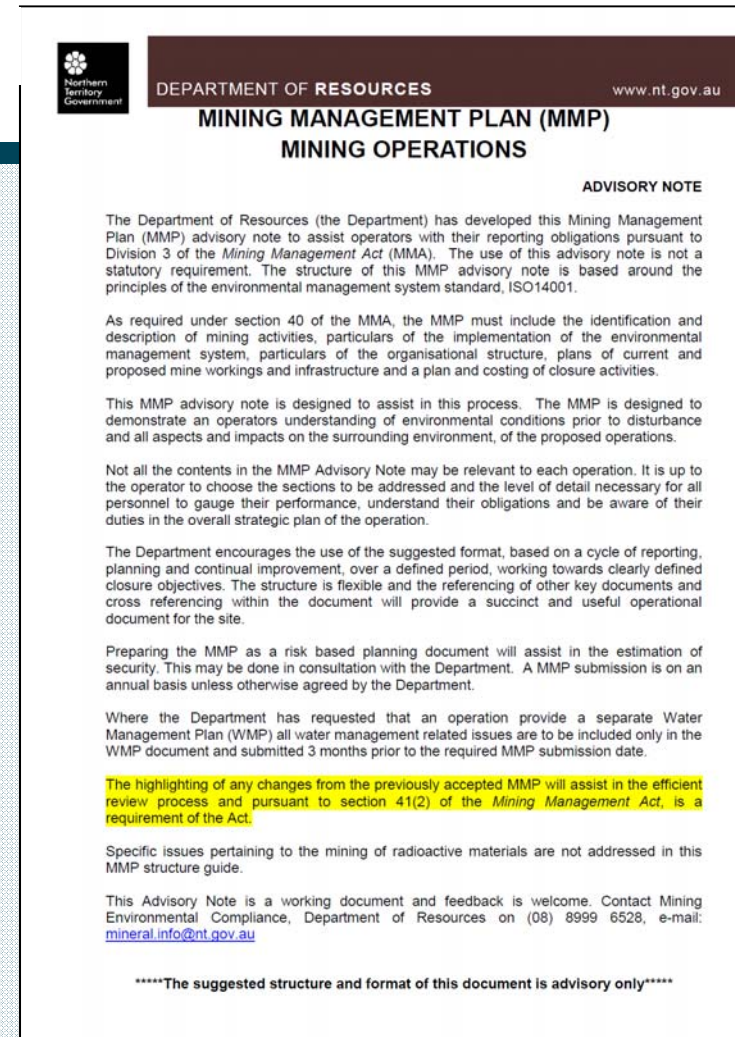 Northern
Territory
Government
DEPARTMENT OF RESOURCES
www.nt.gov.au
MINING MANAGEMENT PLAN (MMP)
MINING OPERATIONS
ADVISORY NOTE
The Department of Resources (the Department) has developed this Mining Management
Plan (MMP) advisory note to assist operators with their reporting obligations pursuant to
Division 3 of the Mining Management Act (MMA). The use of this advisory note is not a
statutory requirement. The structure of this MMP advisory note is based around the
principles of the environmental management system standard, ISO14001.
As required under section 40 of the MMA, the MMP must include the identification and
description of mining activities, particulars of the implementation of the environmental
management system, particulars of the organisational structure, plans of current and
proposed mine workings and infrastructure and a plan and costing of closure activities.
This MMP advisory note is designed to assist in this process. The MMP is designed to
demonstrate an operators understanding of environmental conditions prior to disturbance
and all aspects and impacts on the surrounding environment, of the proposed operations.
Not all the contents in the MMP Advisory Note may be relevant to each operation. It is up to
the operator to choose the sections to be addressed and the level of detail necessary for all
personnel to gauge their performance, understand their obligations and be aware of their
duties in the overall strategic plan of the operation.
The Department encourages the use of the suggested format, based on a cycle of reporting,
planning and continual improvement, over a defined period, working towards clearly defined
closure objectives. The structure is flexible and the referencing of other key documents and
cross referencing within the document will provide a succinct and useful operational
document for the site.
Preparing the MMP as a risk based planning document will assist in the estimation of
security. This may be done in consultation with the Department. A MMP submission is on an
annual basis unless otherwise agreed by the Department.
Where the Department has requested that an operation provide a separate Water
Management Plan (WMP) all water management related issues are to be included only in the
WMP document and submitted 3 months prior to the required MMP submission date.
The highlighting of any changes from the previously accepted MMP will assist in the efficient
review process and pursuant to section 41(2) of the Mining Management Act, is a
requirement of the Act.
Specific issues pertaining to the mining of radioactive materials are not addressed in this
MMP structure guide.
This Advisory Note is a working document and feedback is welcome. Contact Mining
Environmental Compliance, Department of Resources on (08) 8999 6528, e-mail:
mineral.info@nt.gov.au
*****The suggested structure and format of this document is advisory only*****